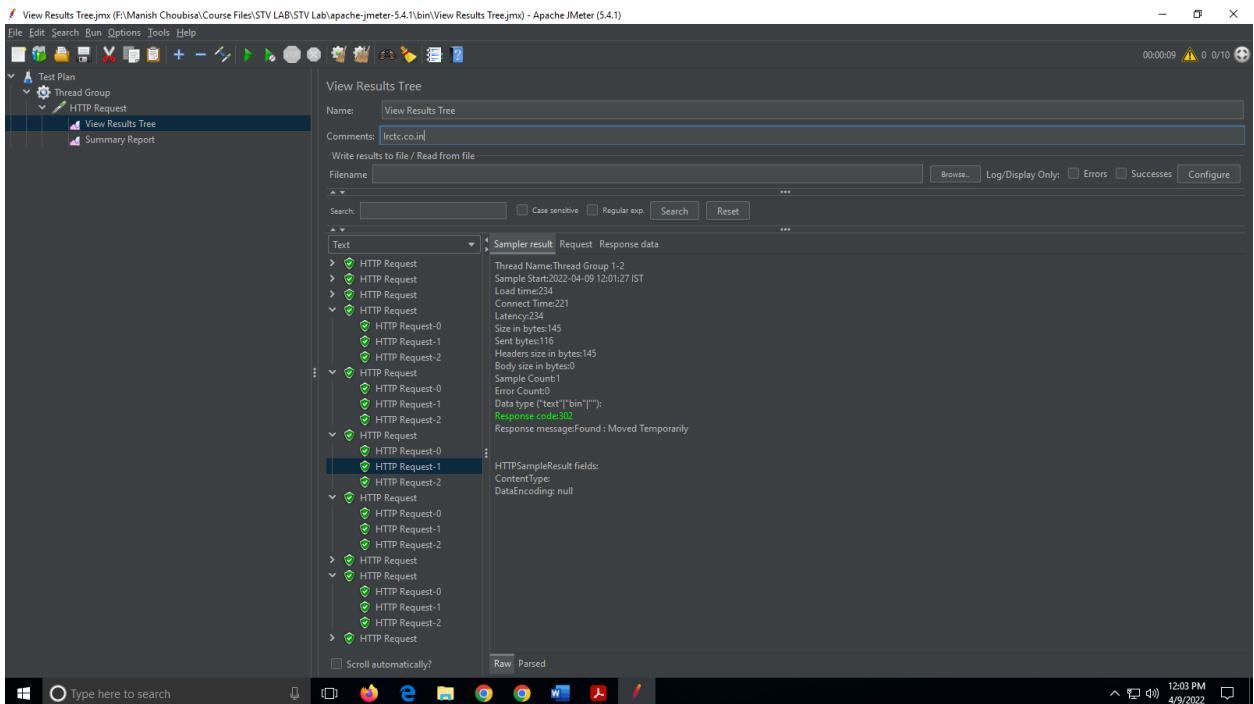 View Results Tree.jmx (F:\Manish Choubisa\Course Files\STV LAB\STV Lab\apache-jmeter-5.4.1\bin\View Results Tree.jmx) - Apache JMeter (5.4.1)
File Edit Search Run Options Tools Help
00:00:09 0 0/10
Test Plan
Thread Group
HTTP Request
View Results Tree
Summary Report
View Results Tree
Name: View Results Tree
Comments: Irctc.co.in
Write results to file / Read from file
Filename Browse... Log/Display Only: Errors Successes Configure
Search: Case sensitive Regular exp. Search Reset
Text
HTTP Request
HTTP Request
HTTP Request
HTTP Request
HTTP Request-0
HTTP Request-1
HTTP Request-2
HTTP Request
HTTP Request-0
HTTP Request-1
HTTP Request-2
HTTP Request
HTTP Request-0
HTTP Request-1
HTTP Request-2
HTTP Request
HTTP Request-0
HTTP Request-1
HTTP Request-2
HTTP Request
HTTP Request
HTTP Request-0
HTTP Request-1
HTTP Request-2
HTTP Request
Scroll automatically?
Sampler result Request Response data
Thread Name:Thread Group 1-2
Sample Start:2022-04-09 12:01:27 IST
Load time:234
Connect Time:221
Latency:234
Size in bytes:145
Sent bytes:116
Headers size in bytes:145
Body size in bytes:0
Sample Count:1
Error Count:0
Data type ("text"|"bin"|""):
Response code:302
Response message:Found : Moved Temporarily
HTTPSampleResult fields:
ContentType:
DataEncoding: null
Raw Parsed
Type here to search
12:03 PM
4/9/2022